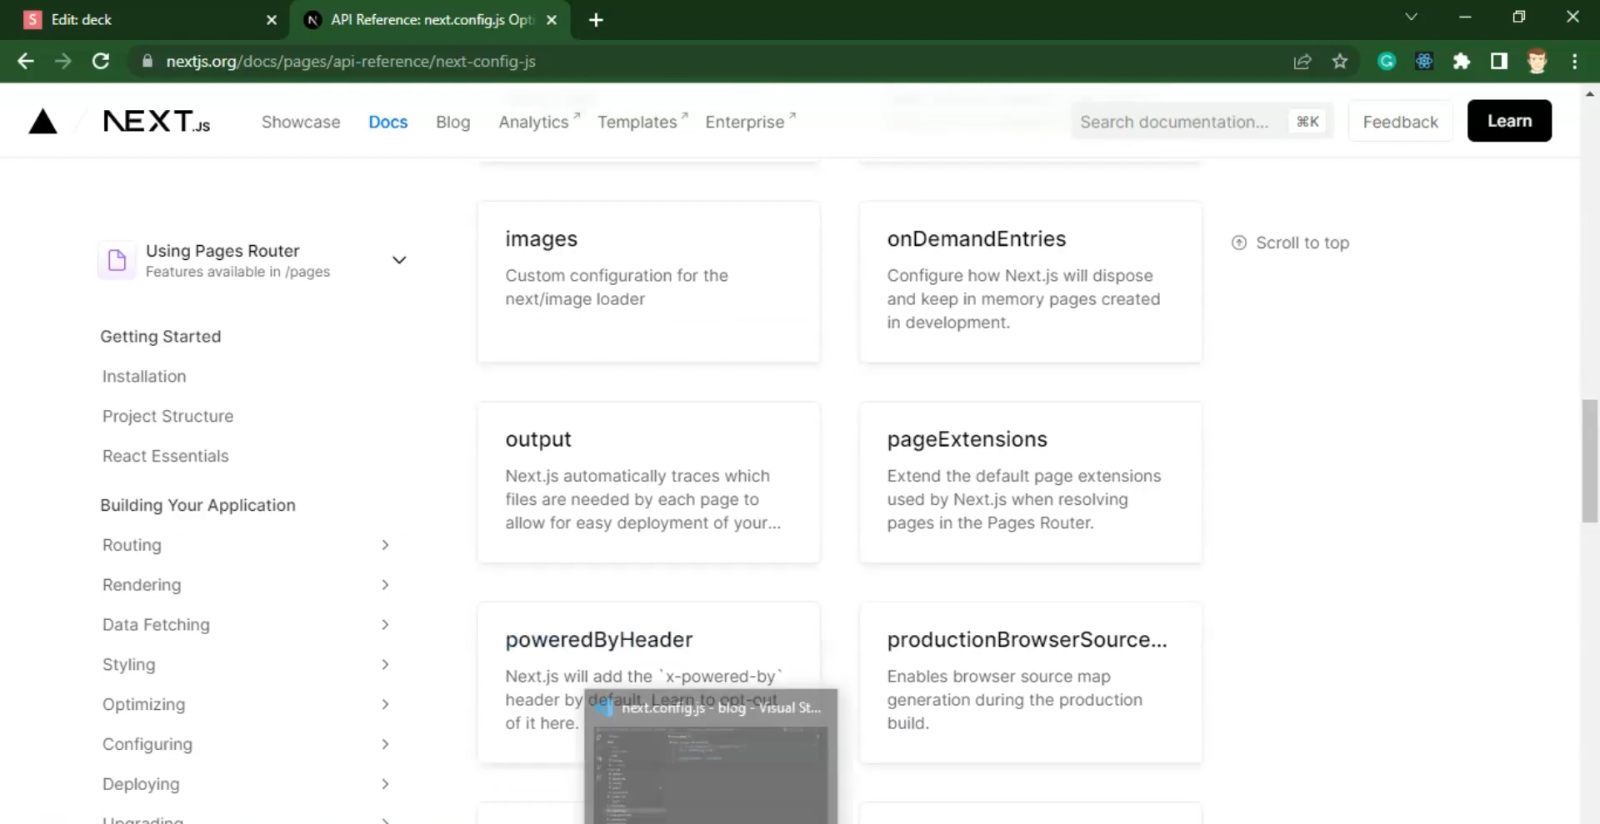 S Edit: deck
N API Reference: next.config.js Opti
nextjs.org/docs/pages/api-reference/next-config-js
NEXT.JS
Showcase
Docs
Blog
Analytics
Templates
Enterprise
Search documentation...
⌘K
Feedback
Learn
Using Pages Router
Features available in /pages
Getting Started
Installation
Project Structure
React Essentials
Building Your Application
Routing
Rendering
Data Fetching
Styling
Optimizing
Configuring
Deploying
Upgrading
images
Custom configuration for the
next/image loader
onDemandEntries
Configure how Next.js will dispose
and keep in memory pages created
in development.
output
Next.js automatically traces which
files are needed by each page to
allow for easy deployment of your...
pageExtensions
Extend the default page extensions
used by Next.js when resolving
pages in the Pages Router.
poweredByHeader
Next.js will add the `x-powered-by`
header by default. Learn to opt-out
of it here.
productionBrowserSource...
Enables browser source map
generation during the production
build.
next.config.js - blog - Visual St...
Scroll to top